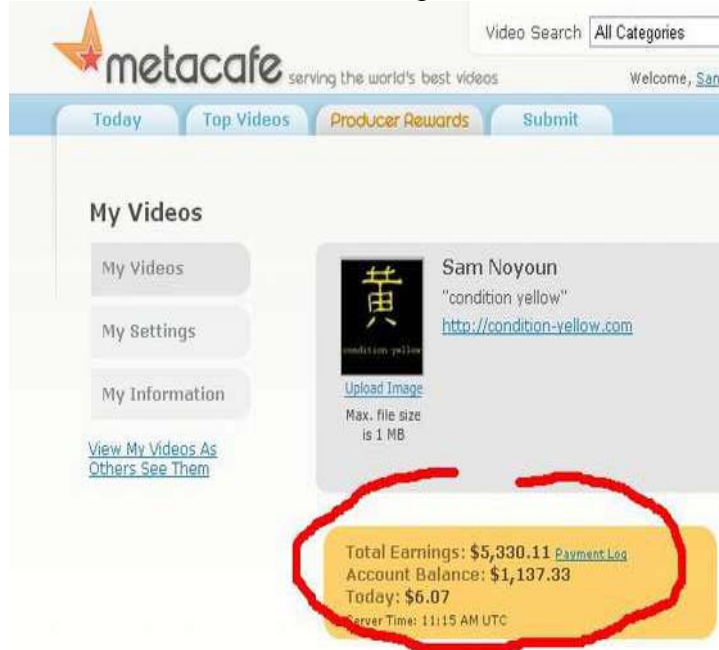 Video Search All Categories
metacafe serving the world's best videos
Welcome, San
Today Top Videos Producer Rewards Submit
My Videos
My Videos
My Settings
My Information
View My Videos As
Others See Them
黄
condition-yellow
Upload Image
Max. file size
is 1 MB
Sam Noyoun
"condition yellow"
http://condition-yellow.com
Total Earnings: $5,330.11 Payment Log
Account Balance: $1,137.33
Today: $6.07
Server Time: 11:15 AM UTC